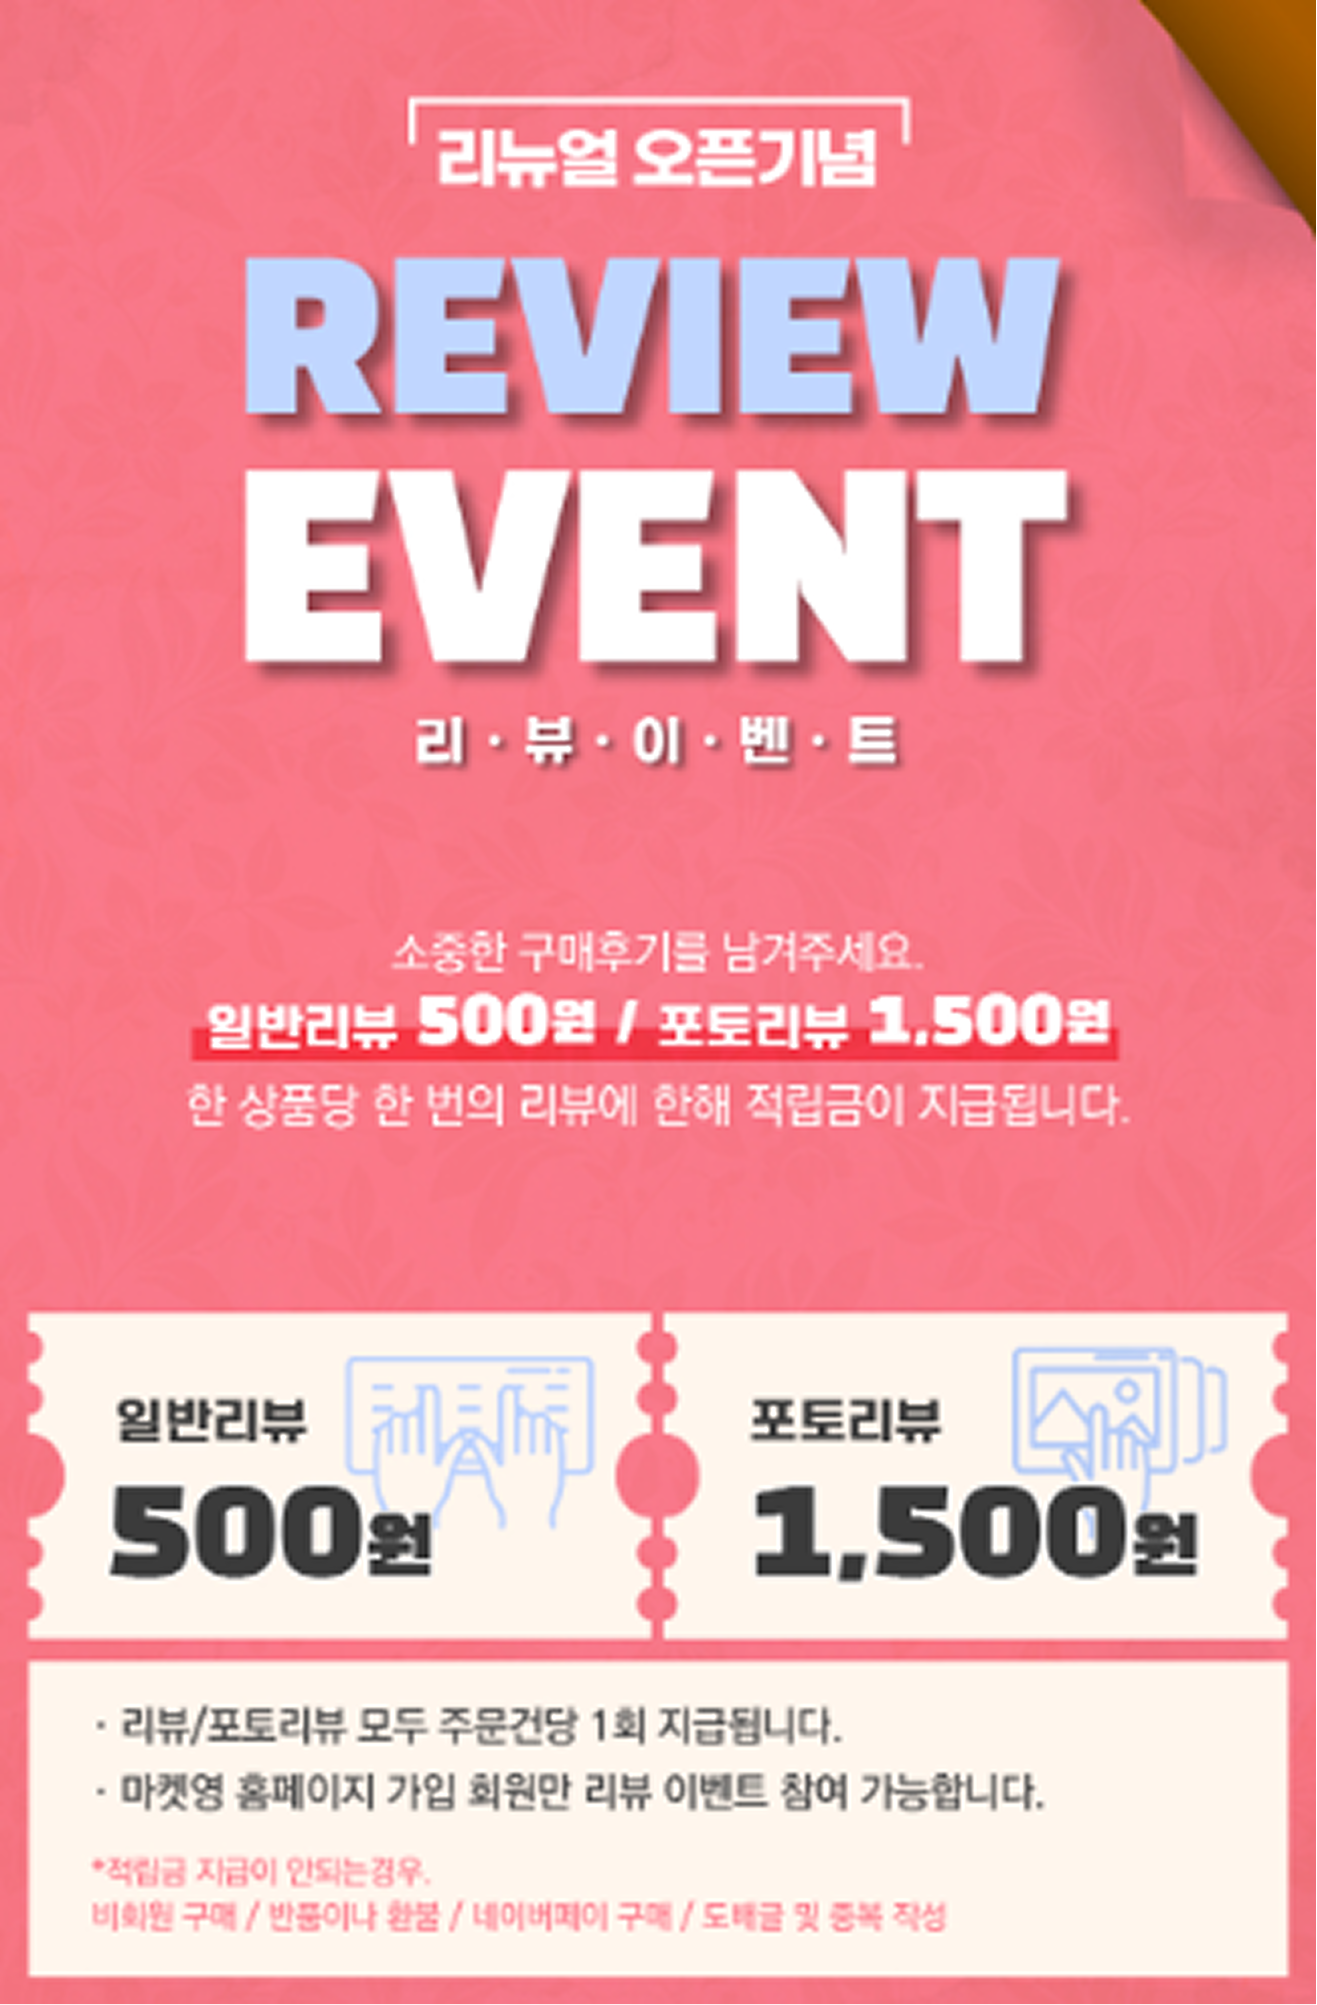 리뉴얼 오픈기념
REVIEW
EVENT
리·뷰·이·벤·트
소중한 구매후기를 남겨주세요.
일반리뷰 500원 / 포토리뷰 1,500원
한 상품당 한 번의 리뷰에 한해 적립금이 지급됩니다.
일반리뷰
500원
포토리뷰
1,500원
· 리뷰/포토리뷰 모두 주문건당 1회 지급됩니다.
· 마켓영 홈페이지 가입 회원만 리뷰 이벤트 참여 가능합니다.
*적립금 지급이 안되는경우.
비회원 구매 / 반품이나 환불 / 네이버페이 구매 / 도배글 및 중복 작성